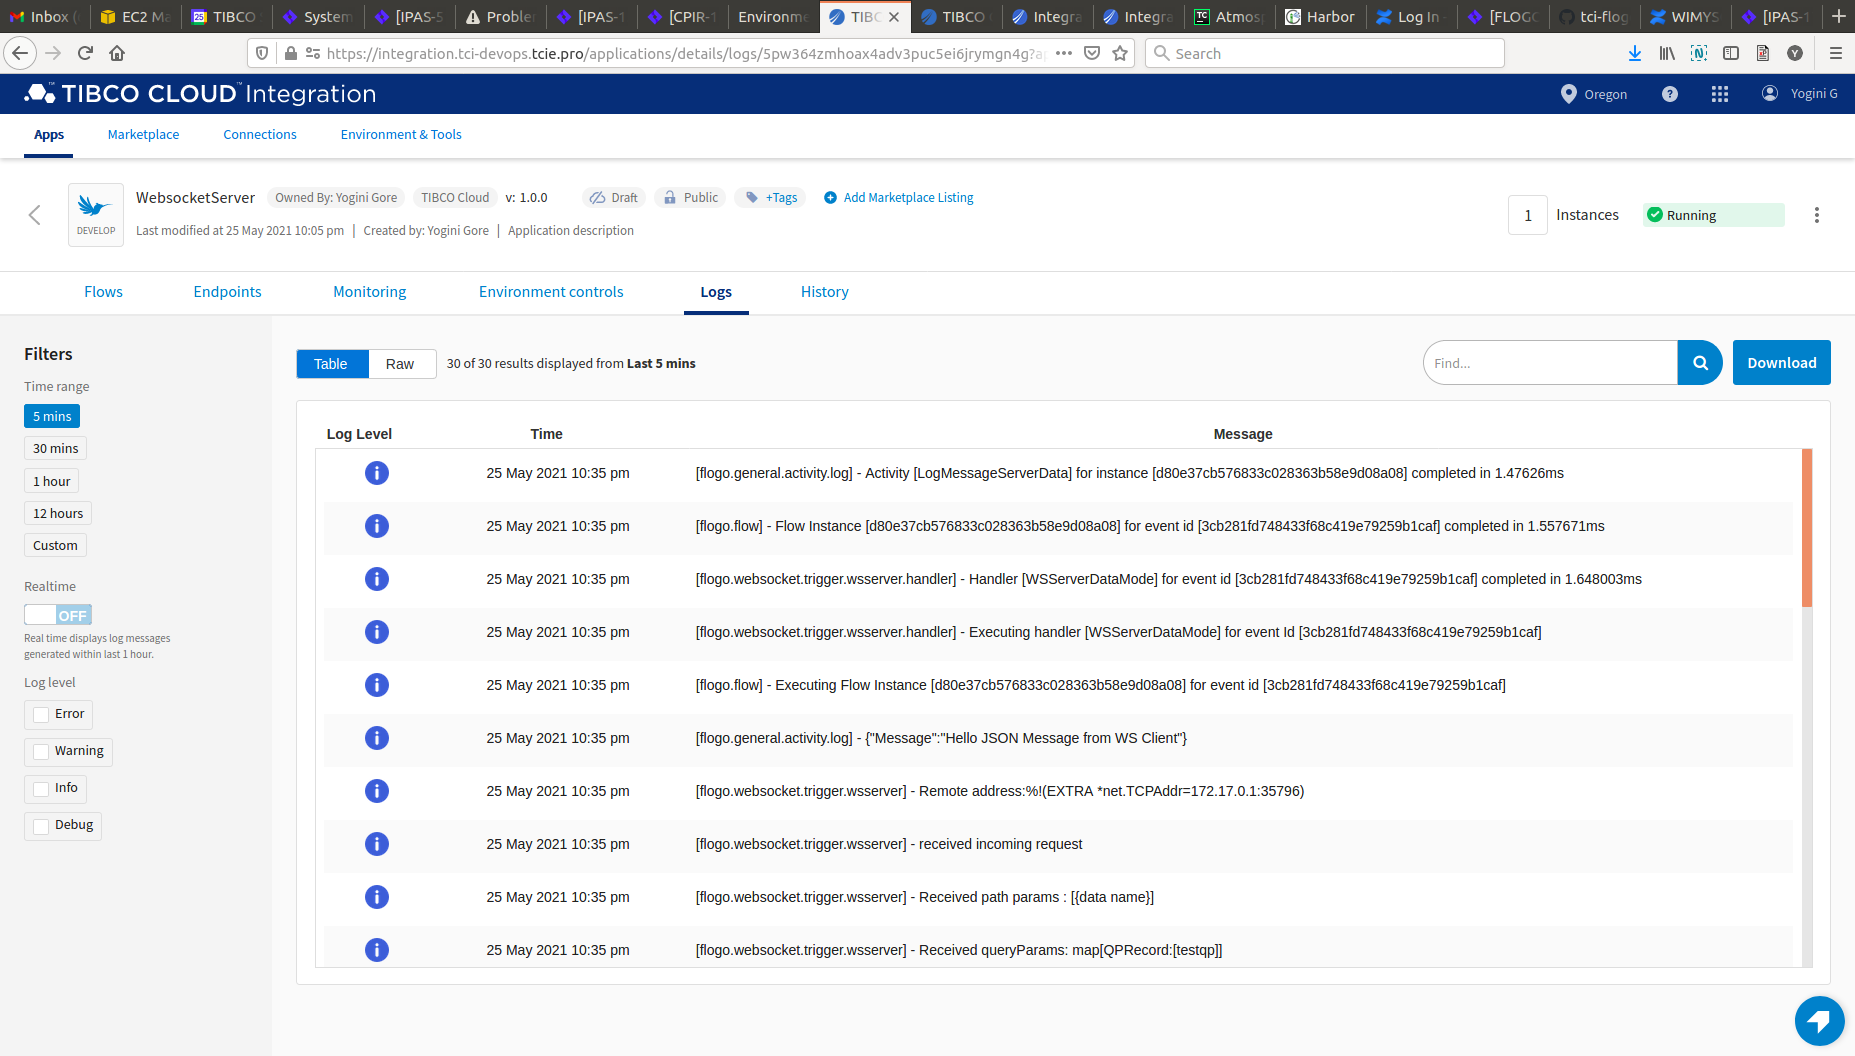 Inbox (
EC2 Ma
25
TIBCO
System
[IPAS-5
Proble
[IPAS-1
[CPIR-1
Environme
TIBC
TIBCO
Integra
Integra
TC
Atmos
Harbor
Log In -
[FLOGO
tci-flog
WIMYS
[IPAS-1
https://integration.tci-devops.tcie.pro/applications/details/logs/5pw364zmhoax4adv3puc5ei6jrymgn4g?a
Search
Y
TIBCO CLOUD™ Integration
Oregon
?
Yogini G
Apps
Marketplace
Connections
Environment & Tools
DEVELOP
WebsocketServer
Owned By: Yogini Gore
TIBCO Cloud
v: 1.0.0
Draft
Public
+Tags
Add Marketplace Listing
Last modified at 25 May 2021 10:05 pm | Created by: Yogini Gore | Application description
1
Instances
Running
Flows
Endpoints
Monitoring
Environment controls
Logs
History
Filters
Time range
5 mins
30 mins
1 hour
12 hours
Custom
Realtime
OFF
Real time displays log messages
generated within last 1 hour.
Log level
Error
Warning
Info
Debug
Table
Raw
30 of 30 results displayed from Last 5 mins
Find...
Download
Log Level Time Message
25 May 2021 10:35 pm [flogo.general.activity.log] - Activity [LogMessageServerData] for instance [d80e37cb576833c028363b58e9d08a08] completed in 1.47626ms
25 May 2021 10:35 pm [flogo.flow] - Flow Instance [d80e37cb576833c028363b58e9d08a08] for event id [3cb281fd748433f68c419e79259b1caf] completed in 1.557671ms
25 May 2021 10:35 pm [flogo.websocket.trigger.wsserver.handler] - Handler [WSServerDataMode] for event id [3cb281fd748433f68c419e79259b1caf] completed in 1.648003ms
25 May 2021 10:35 pm [flogo.websocket.trigger.wsserver.handler] - Executing handler [WSServerDataMode] for event Id [3cb281fd748433f68c419e79259b1caf]
25 May 2021 10:35 pm [flogo.flow] - Executing Flow Instance [d80e37cb576833c028363b58e9d08a08] for event id [3cb281fd748433f68c419e79259b1caf]
25 May 2021 10:35 pm [flogo.general.activity.log] - {"Message":"Hello JSON Message from WS Client"}
25 May 2021 10:35 pm [flogo.websocket.trigger.wsserver] - Remote address:%!(EXTRA *net.TCPAddr=172.17.0.1:35796)
25 May 2021 10:35 pm [flogo.websocket.trigger.wsserver] - received incoming request
25 May 2021 10:35 pm [flogo.websocket.trigger.wsserver] - Received path params : [{data name}]
25 May 2021 10:35 pm [flogo.websocket.trigger.wsserver] - Received queryParams: map[QPRecord:[testqp]]